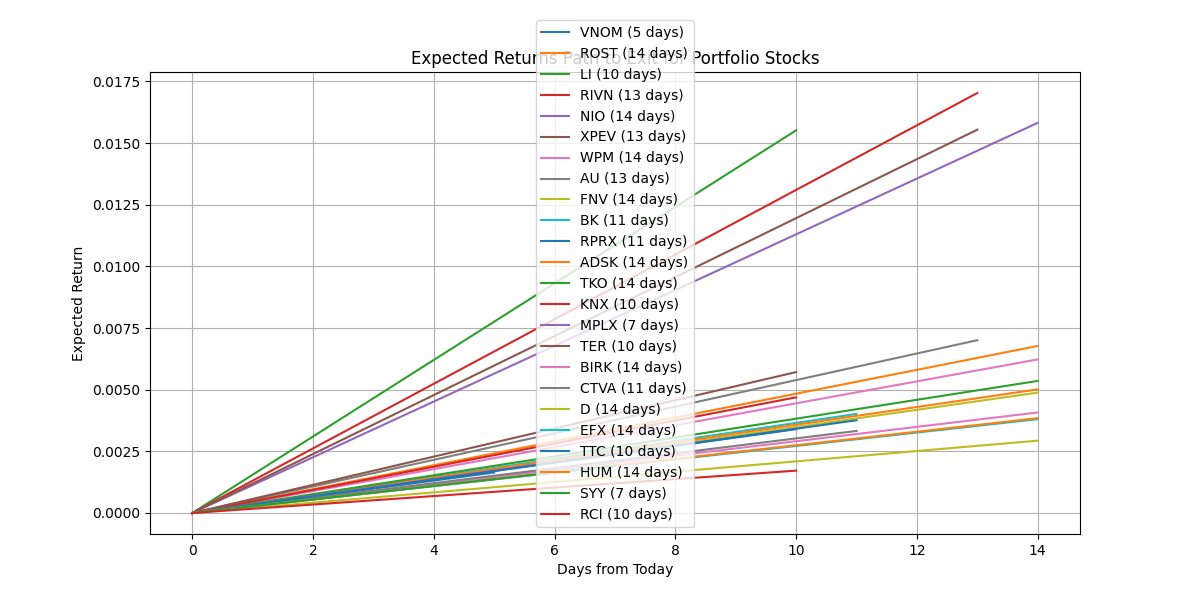 Expected Returns Path to Exit for Portfolio Stocks
VNOM (5 days)
ROST (14 days)
LI (10 days)
RIVN (13 days)
NIO (14 days)
XPEV (13 days)
WPM (14 days)
AU (13 days)
FNV (14 days)
BK (11 days)
RPRX (11 days)
ADSK (14 days)
TKO (14 days)
KNX (10 days)
MPLX (7 days)
TER (10 days)
BIRK (14 days)
CTVA (11 days)
D (14 days)
EFX (14 days)
TTC (10 days)
HUM (14 days)
SYY (7 days)
RCI (10 days)
Expected Return
0.0175
0.0150
0.0125
0.0100
0.0075
0.0050
0.0025
0.0000
0 2 4 6 8 10 12 14
Days from Today